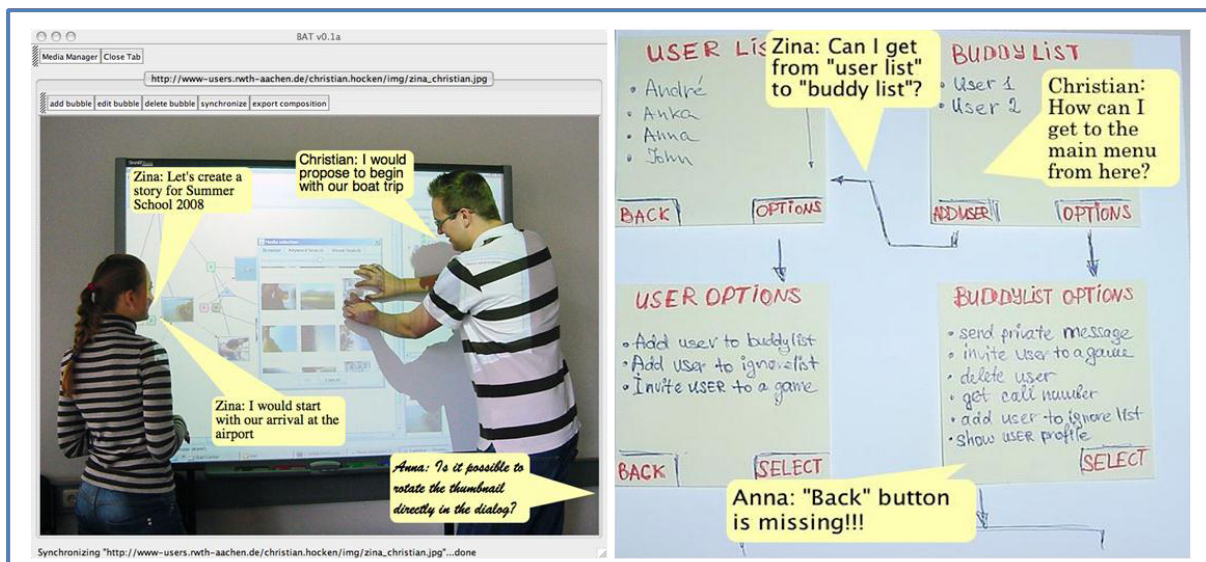 BAT v0.1a
Media Manager Close Tab
http://www-users.rwth-aachen.de/christian.hocken/img/zina_christian.jpg
add bubble edit bubble delete bubble synchronize export composition
Zina: Let's create a
story for Summer
School 2008
Christian: I would
propose to begin
with our boat trip
Media selection
Zina: I would start
with our arrival at the
airport
Anna: Is it possible to
rotate the thumbnail
directly in the dialog?
Synchronizing "http://www-users.rwth-aachen.de/christian.hocken/img/zina_christian.jpg"...done
USER
• André
• Anka
• Anna
• John
BACK OPTIONS
Zina: Can I get
from "user list"
to "buddy list"?
BUDDY LIST
• User 1
• User 2
ADD USER OPTIONS
Christian:
How can I
get to the
main menu
from here?
USER OPTIONS
• Add user to buddylist
• Add user to ignorelist
• Invite USER to a game
BACK SELECT
BUDDYLIST OPTIONS
• send private message
• invite user to a game
• delete user
• get call number
• add user to ignore list
• show USER profile
SELECT
Anna: "Back" button
is missing!!!